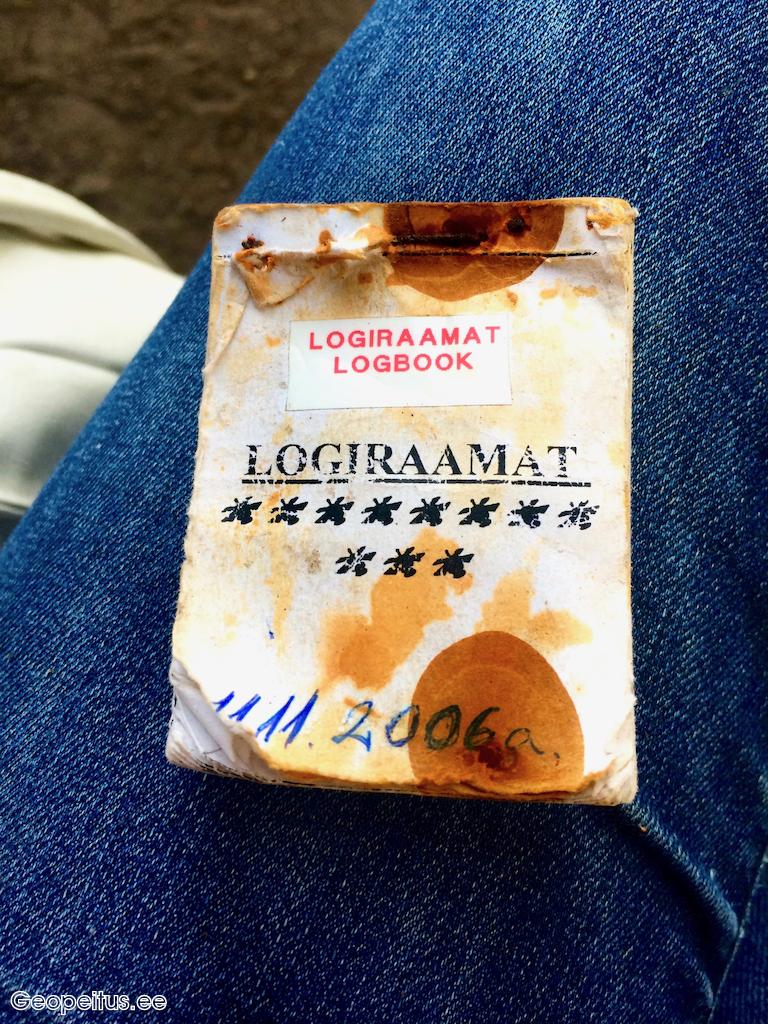 LOGIRAAMAT
LOGBOOK
LOGIRAAMAT
11.11. 2006a.
Geopeitus.ee